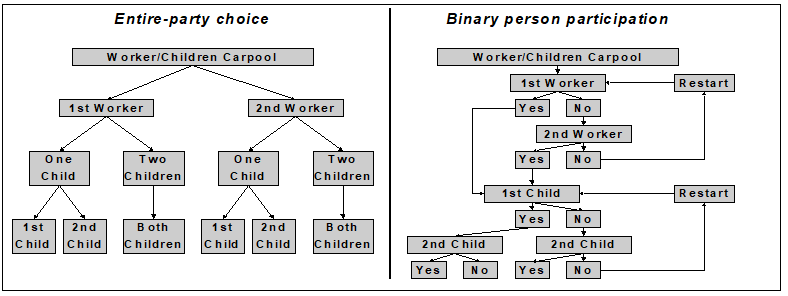 Entire-party choice
Worker/Children Carpool
1st Worker
2nd Worker
One
Child
Two
Children
One
Child
Two
Children
1st
Child
2nd
Child
Both
Children
1st
Child
2nd
Child
Both
Children
Binary person participation
Worker/Children Carpool
1st Worker
Restart
Yes
No
2nd Worker
Yes
No
1st Child
Restart
Yes
No
2nd Child
2nd Child
Yes
No
Yes
No